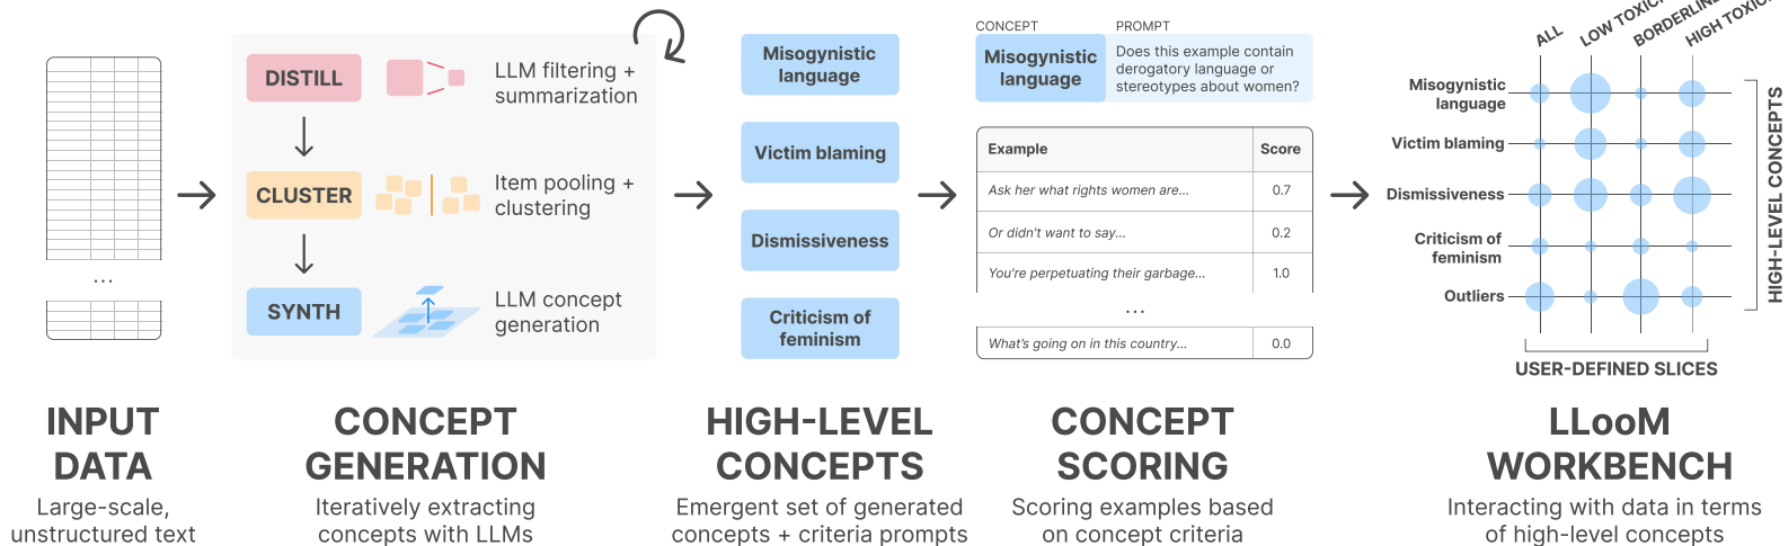 DISTILL
LLM filtering +
summarization
CLUSTER
Item pooling +
clustering
SYNTH
LLM concept
generation
...
Misogynistic
language
Victim blaming
Dismissiveness
Criticism of
feminism
CONCEPT
PROMPT
Misogynistic
language
Does this example contain
derogatory language or
stereotypes about women?
Example Score
Ask her what rights women are... 0.7
Or didn't want to say... 0.2
You're perpetuating their garbage... 1.0
...
What's going on in this country... 0.0
ALL
LOW
BORDERLINE
HIGH
Misogynistic
language
Victim blaming
Dismissiveness
Criticism of
feminism
Outliers
HIGH-LEVEL CONCEPTS
USER-DEFINED SLICES
INPUT
DATA
Large-scale,
unstructured text
CONCEPT
GENERATION
Iteratively extracting
concepts with LLMs
HIGH-LEVEL
CONCEPTS
Emergent set of generated
concepts + criteria prompts
CONCEPT
SCORING
Scoring examples based
on concept criteria
LLooM
WORKBENCH
Interacting with data in terms
of high-level concepts